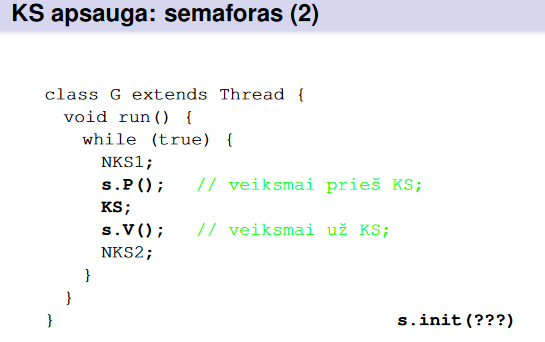 KS apsauga: semaforas (2)
class G extends Thread {
void run() {
while (true) {
NKS1;
s.P(); // veiksmai prieš KS;
KS;
s.V(); // veiksmai už KS;
NKS2;
}
}
}
s.init(???)